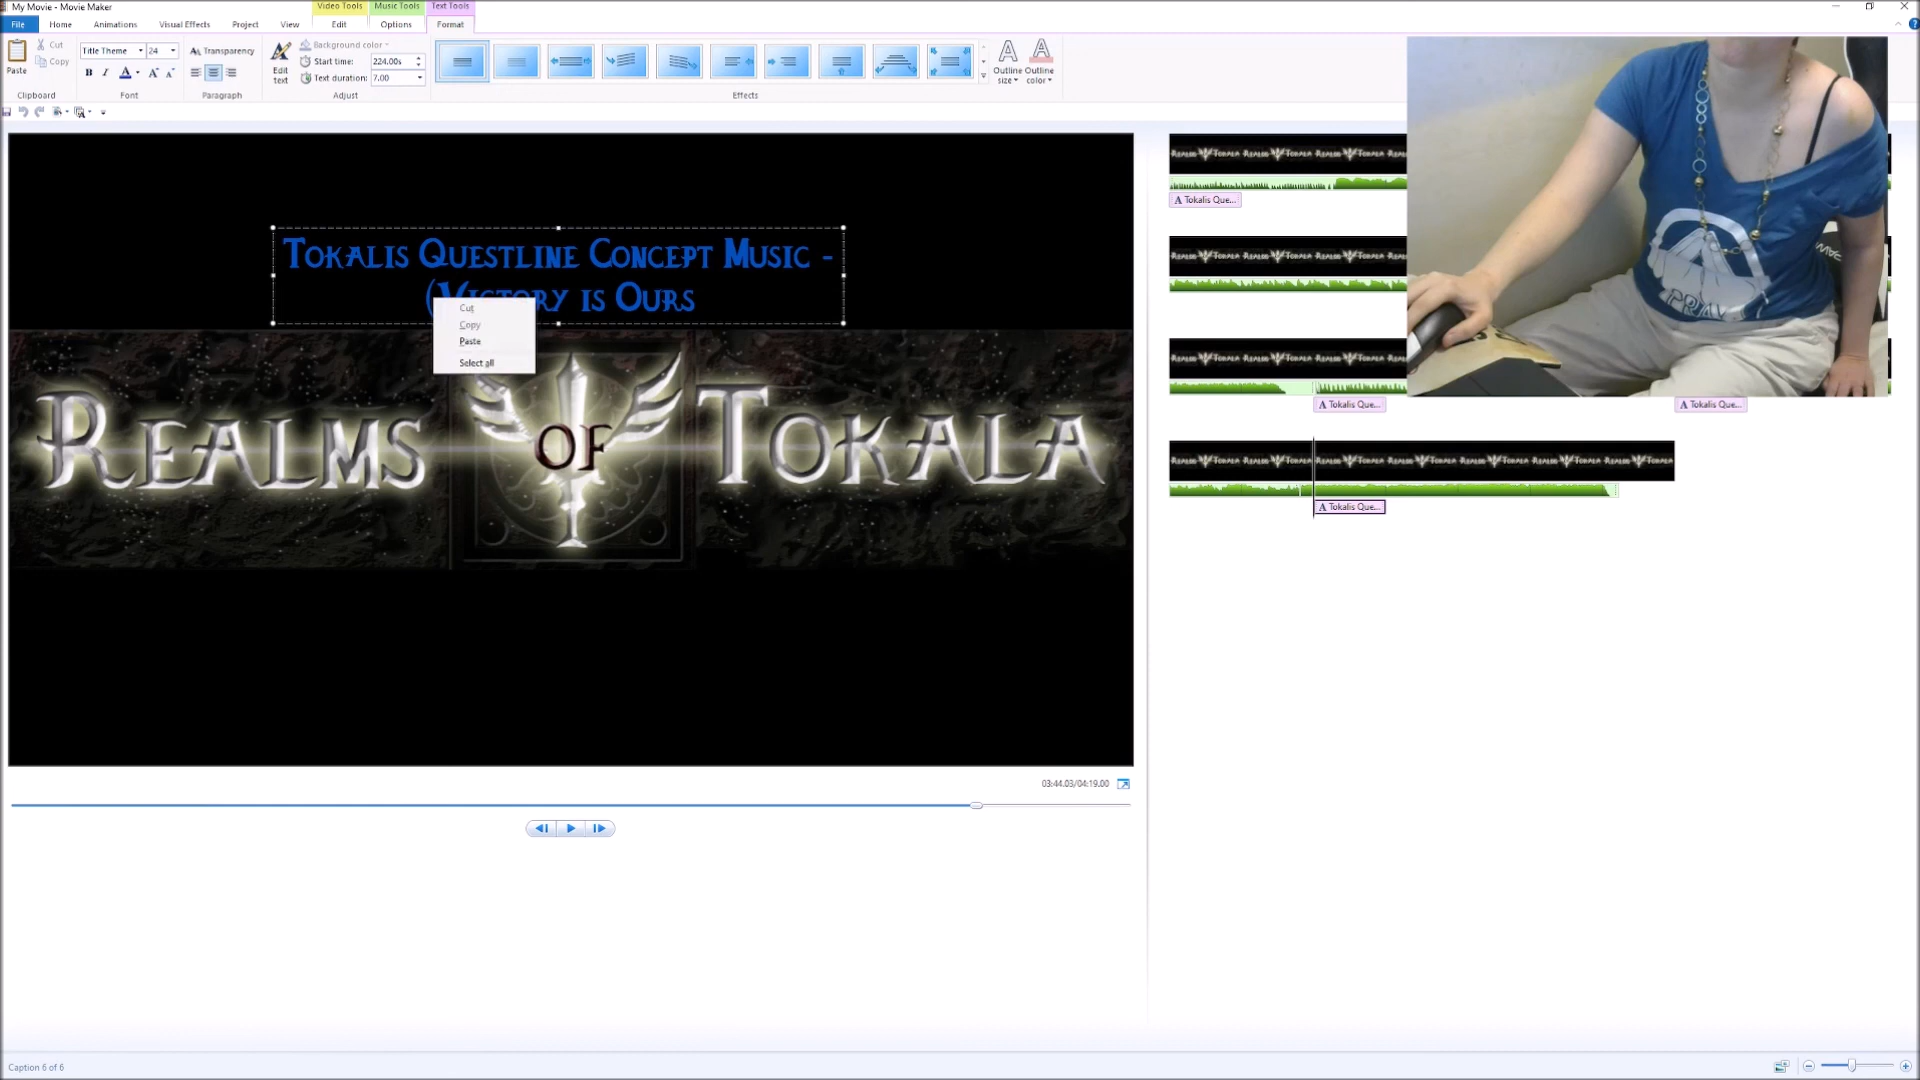 My Movie - Movie Maker
Video Tools
Music Tools
Text Tools
File
Home
Animations
Visual Effects
Project
View
Edit
Options
Format
Paste
Cut
Copy
Clipboard
Title Theme
24
B I A A A
Font
Transparency
Paragraph
Edit text
Background color
Start time: 224.00s
Text duration: 7.00
Adjust
Effects
Outline size
Outline color
Tokalis Questline Concept Music -
(Victory is Ours
Cut
Copy
Paste
Select all
Realms of Tokala
03:44.03/04:19.00
A Tokalis Que...
A Tokalis Que...
A Tokalis Que...
A Tokalis Que...
Caption 6 of 6